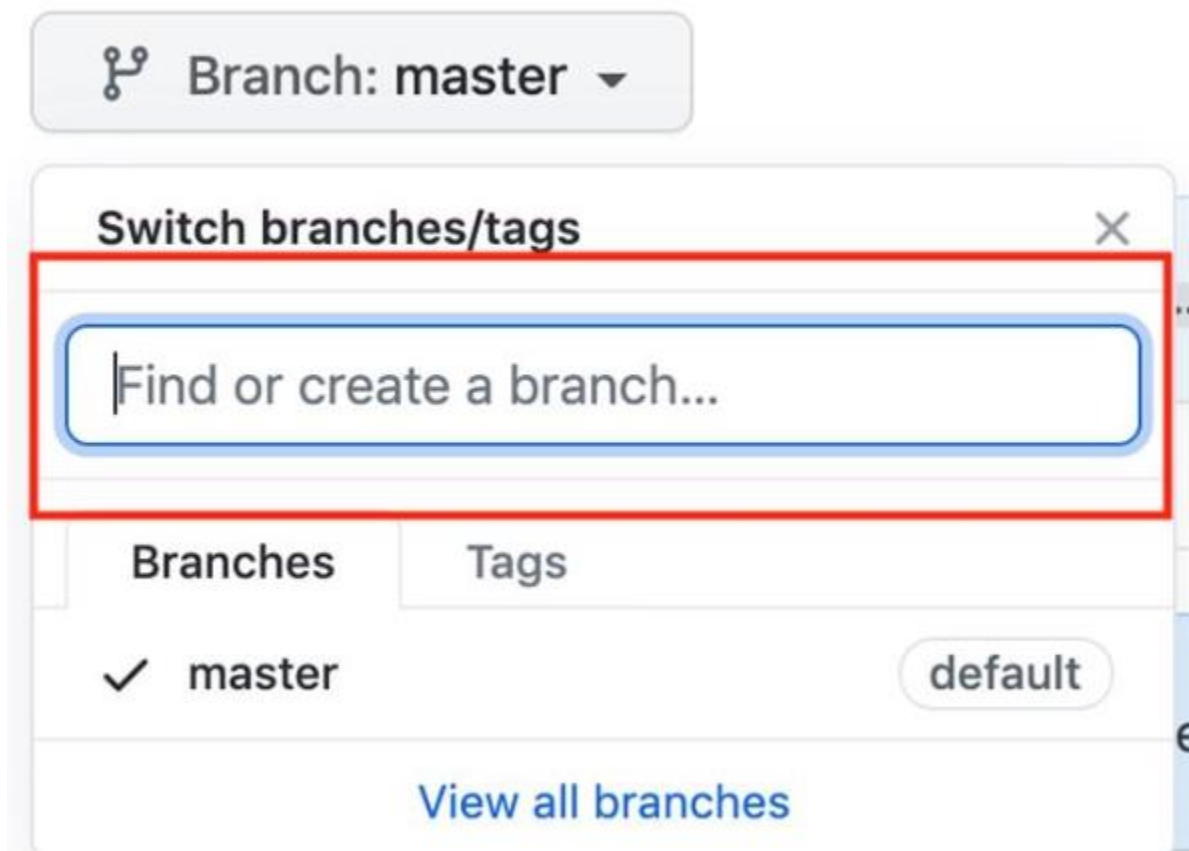 Branch: master
Switch branches/tags
Find or create a branch...
Branches Tags
master default
View all branches